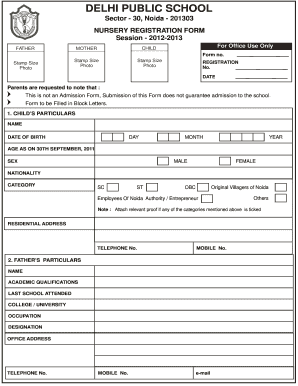 DELHI PUBLIC SCHOOL
Sector - 30, Noida - 201303
NURSERY REGISTRATION FORM
Session - 2012-2013
FATHER
Stamp Size
Photo
MOTHER
Stamp Size
Photo
CHILD
Stamp Size
Photo
For Office Use Only
Form no.
REGISTRATION
No.
DATE
Parents are requested to note that :
This is not an Admission Form, Submission of this Form does not guarantee admission to the school.
Form to be Filled in Block Letters.
1. CHILD'S PARTICULARS
NAME
DATE OF BIRTH DAY MONTH YEAR
AGE AS ON 30TH SEPTEMBER, 2011
SEX MALE FEMALE
NATIONALITY
CATEGORY SC ST OBC Original Villagers of Noida
Employees Of Noida Authority / Entrepreneur Others
Note : Attach relevant proof if any of the categories mentioned above is ticked
RESIDENTIAL ADDRESS
TELEPHONE No. MOBILE No.
2. FATHER'S PARTICULARS
NAME
ACADEMIC QUALIFICATIONS
LAST SCHOOL ATTENDED
COLLEGE / UNIVERSITY
OCCUPATION
DESIGNATION
OFFICE ADDRESS
TELEPHONE No. MOBILE No. e-mail